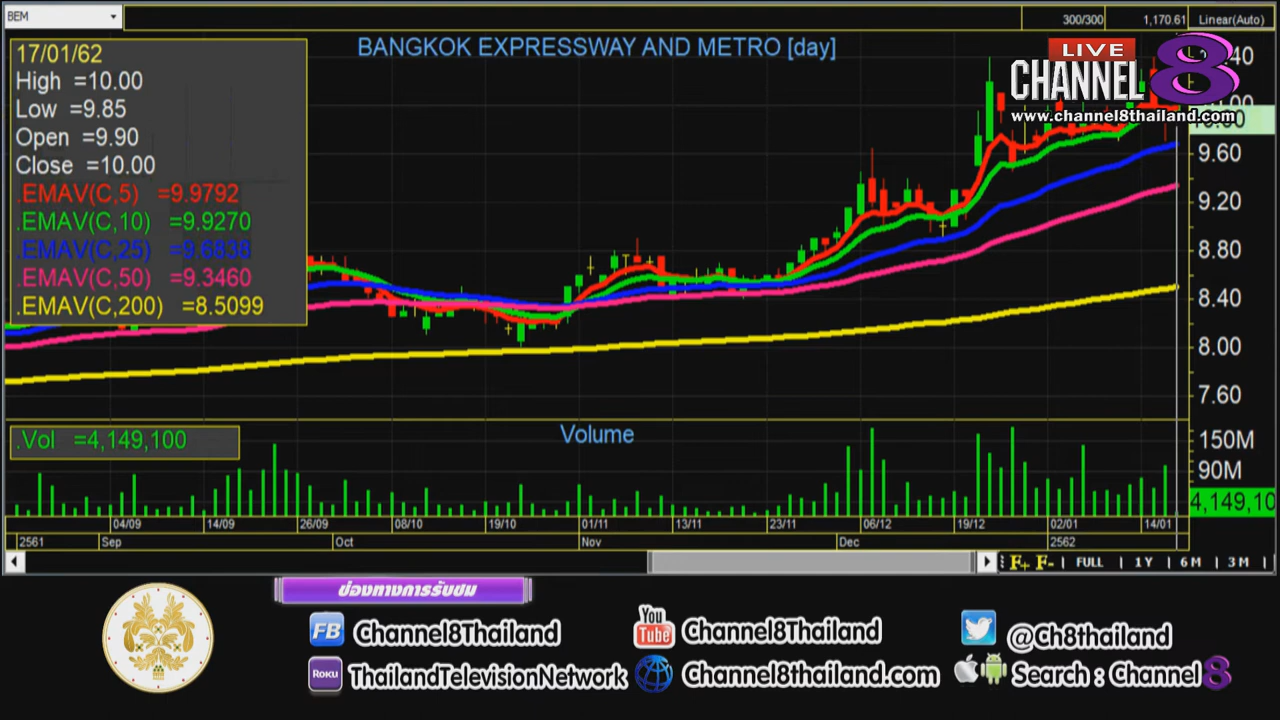 BEM
300/300
1,170.61
Linear(Auto)
BANGKOK EXPRESSWAY AND METRO [day]
LIVE
CHANNEL 8
www.channel8thailand.com
17/01/62
High =10.00
Low =9.85
Open =9.90
Close =10.00
.EMAV(C,5) =9.9792
.EMAV(C,10) =9.9270
.EMAV(C,25) =9.6838
.EMAV(C,50) =9.3460
.EMAV(C,200) =8.5099
9.60
9.20
8.80
8.40
8.00
7.60
.Vol =4,149,100
Volume
150M
90M
4,149,10
04/09 14/09 26/09 08/10 19/10 01/11 13/11 23/11 06/12 19/12 02/01 14/01
2561 Sep Oct Nov Dec 2562
F+ F- | FULL | 1Y | 6M | 3M |
ช่องทางการรับชม
FB Channel8Thailand
You Tube Channel8Thailand
@Ch8thailand
ROKU ThailandTelevisionNetwork
Channel8thailand.com
Search : Channel 8